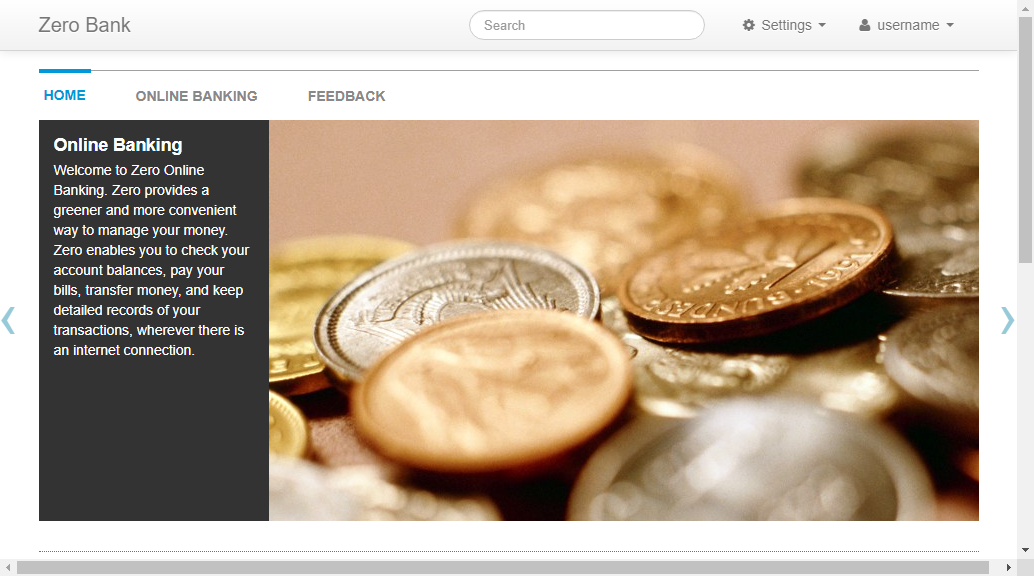 Zero Bank
Search
Settings
username
HOME
ONLINE BANKING
FEEDBACK
Online Banking
Welcome to Zero Online
Banking. Zero provides a
greener and more convenient
way to manage your money.
Zero enables you to check your
account balances, pay your
bills, transfer money, and keep
detailed records of your
transactions, wherever there is
an internet connection.